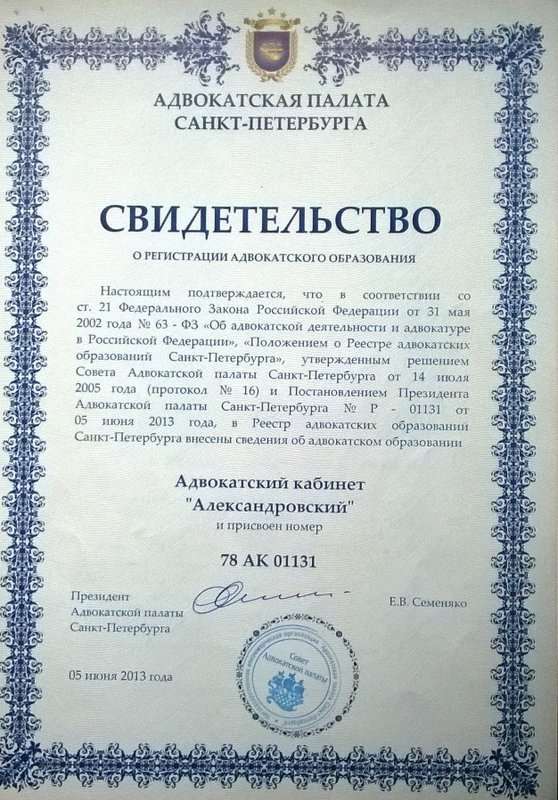 АДВОКАТСКАЯ ПАЛАТА
САНКТ-ПЕТЕРБУРГА
СВИДЕТЕЛЬСТВО
О РЕГИСТРАЦИИ АДВОКАТСКОГО ОБРАЗОВАНИЯ
Настоящим подтверждается, что в соответствии со
ст. 21 Федерального Закона Российской Федерации от 31 мая
2002 года № 63 - ФЗ «Об адвокатской деятельности и адвокатуре
в Российской Федерации», «Положением о Реестре адвокатских
образований Санкт-Петербурга», утвержденным решением
Совета Адвокатской палаты Санкт-Петербурга от 14 июля
2005 года (протокол № 16) и Постановлением Президента
Адвокатской палаты Санкт-Петербурга № Р - 01131 от
05 июня 2013 года, в Реестр адвокатских образований
Санкт-Петербурга внесены сведения об адвокатском образовании
Адвокатский кабинет
"Александровский"
и присвоен номер
78 АК 01131
Президент
Адвокатской палаты
Санкт-Петербурга
Е.В. Семеняко
Совет
Адвокатской палаты
05 июня 2013 года